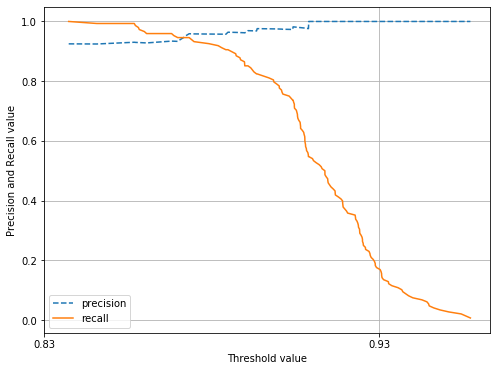 1.0
0.8
0.6
0.4
0.2
0.0
Precision and Recall value
precision
recall
0.83
0.93
Threshold value